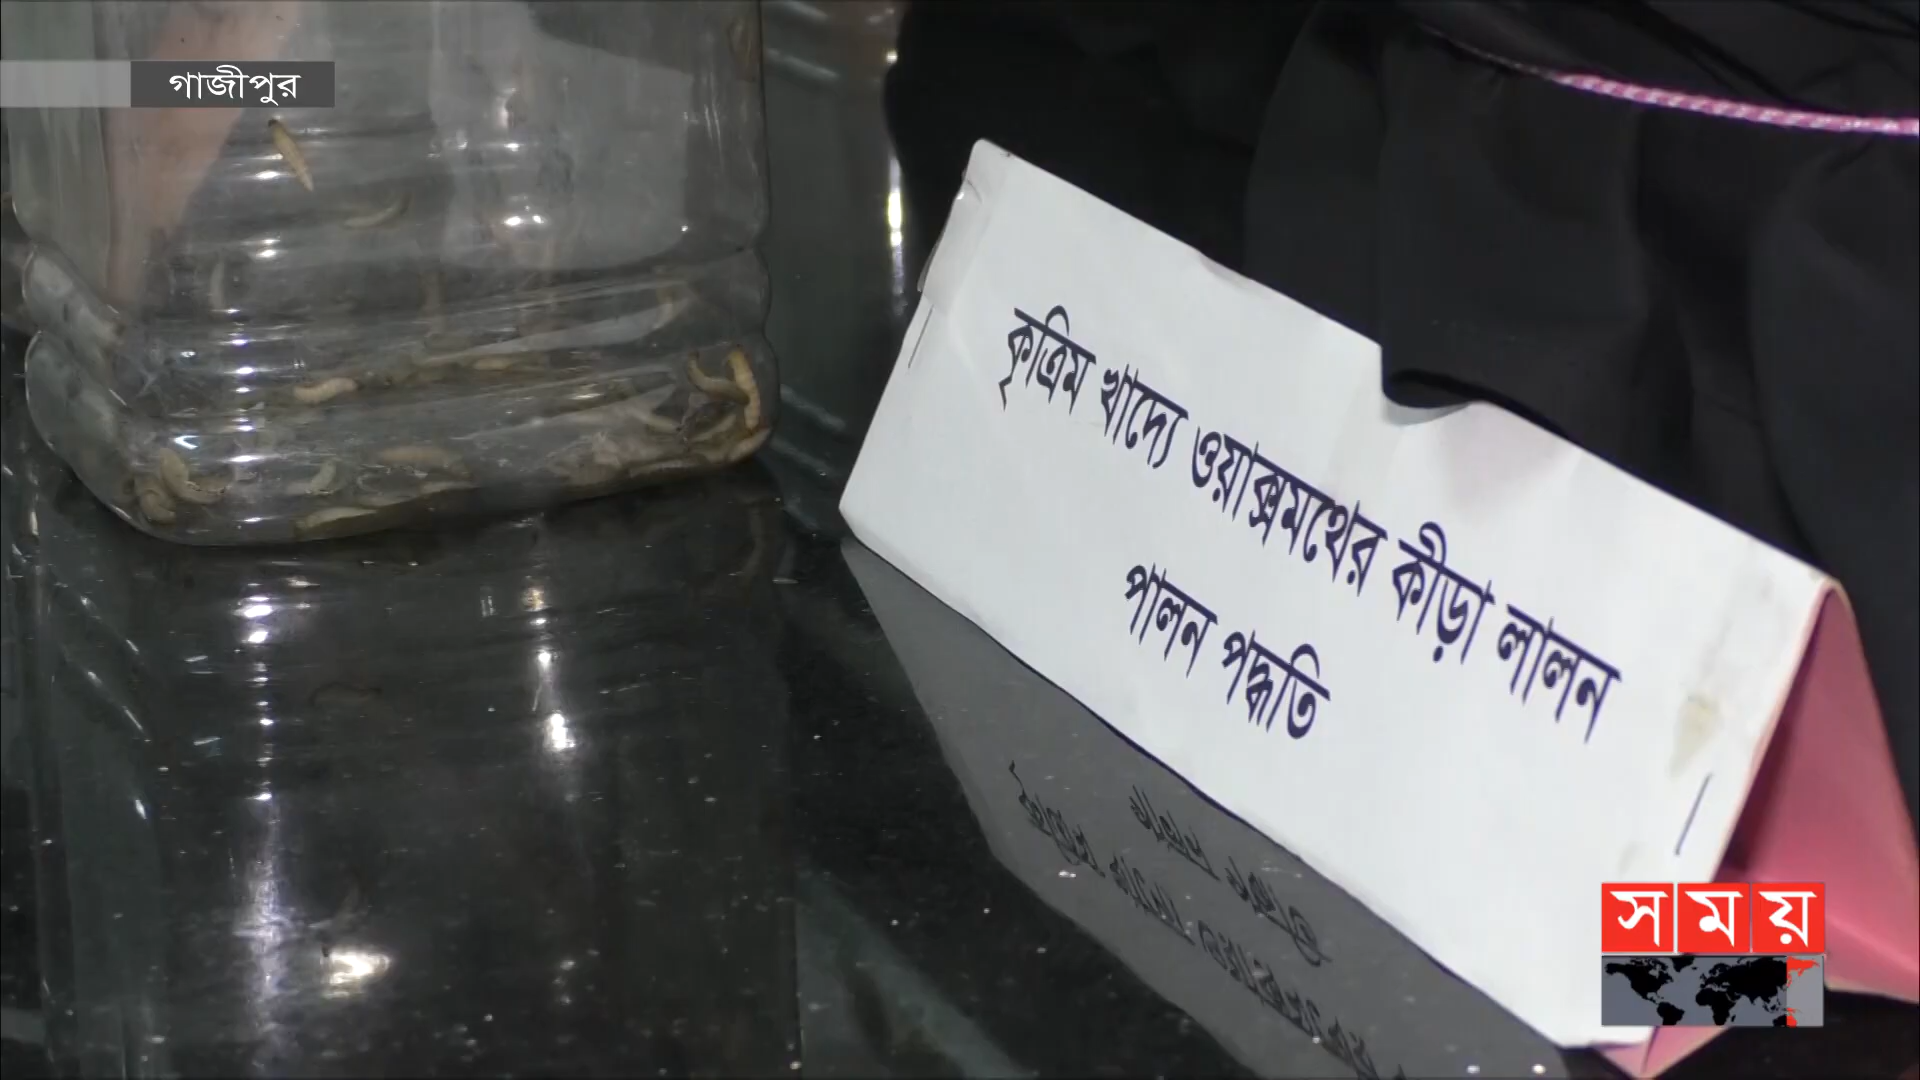 গাজীপুর
কৃত্রিম খাদ্যে ওয়াক্সমথের কীড়া লালন
পালন পদ্ধতি
সময়